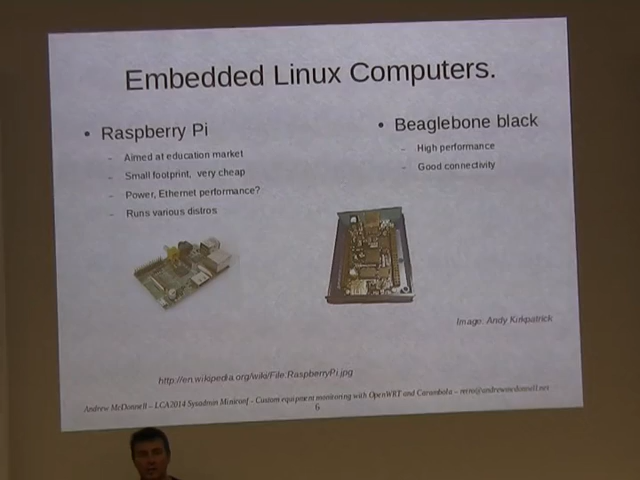 Embedded Linux Computers.
• Raspberry Pi
– Aimed at education market
– Small footprint, very cheap
– Power, Ethernet performance?
– Runs various distros
• Beaglebone black
– High performance
– Good connectivity
Image: Andy Kirkpatrick
http://en.wikipedia.org/wiki/File:RaspberryPi.jpg
Andrew McDonnell – LCA2014 Sysadmin Miniconf – Custom equipment monitoring with OpenWRT and Carambola –
6